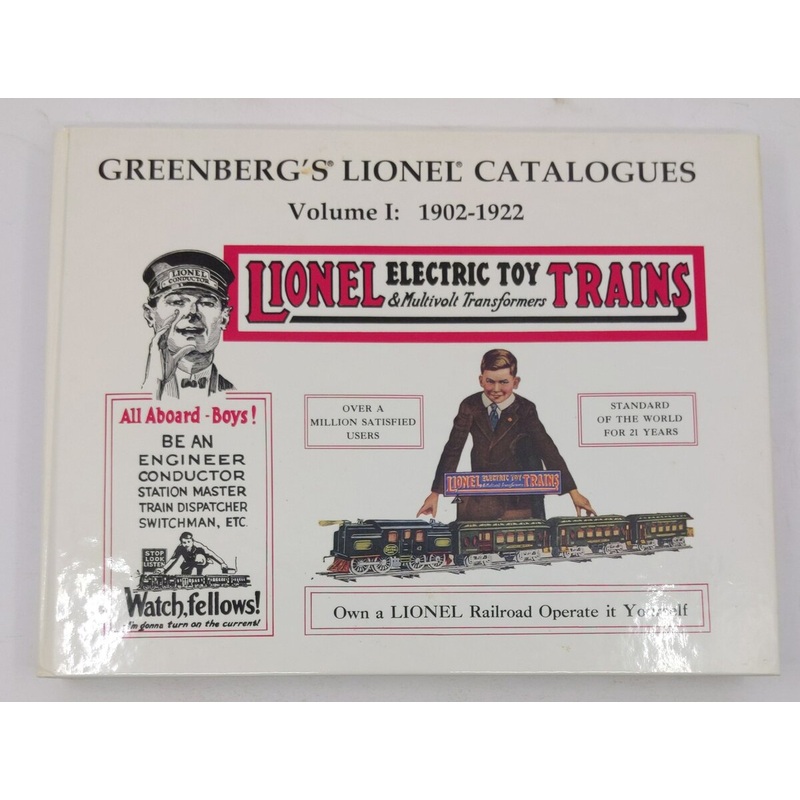 GREENBERG'S® LIONEL® CATALOGUES
Volume I: 1902-1922
LIONEL ELECTRIC TOY TRAINS
& Multivolt Transformers
LIONEL
CONDUCTOR
All Aboard - Boys!
BE AN
ENGINEER
CONDUCTOR
STATION MASTER
TRAIN DISPATCHER
SWITCHMAN, ETC.
STOP
LOOK
LISTEN
Watch, fellows!
I'm gonna turn on the current!
OVER A
MILLION SATISFIED
USERS
STANDARD
OF THE WORLD
FOR 21 YEARS
LIONEL ELECTRIC TOY TRAINS
& Multivolt Transformers
Own a LIONEL Railroad Operate it Yourself